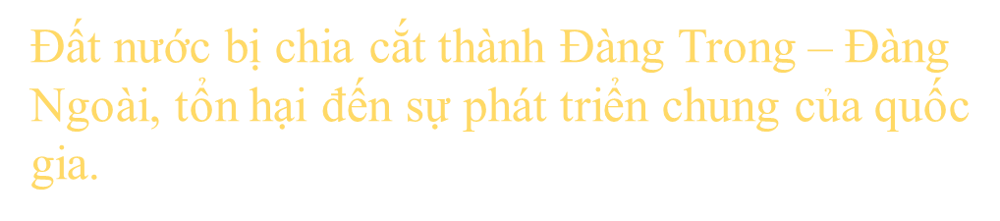 Đất nước bị chia cắt thành Đàng Trong – Đàng
Ngoài, tổn hại đến sự phát triển chung của quốc
gia.